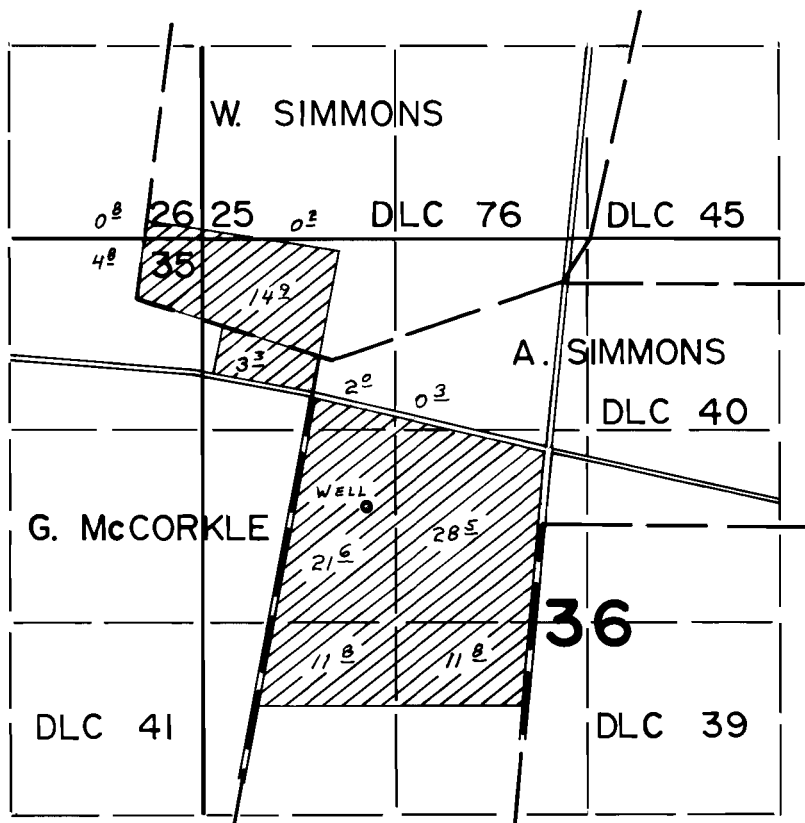 W. SIMMONS
0 8 26 25 0 2 DLC 76 DLC 45
4 8 35
14 9
3 3 A. SIMMONS
2 0 0 3 DLC 40
WELL
G. McCORKLE 28 5
21 6
36
11 8 11 8
DLC 41 DLC 39